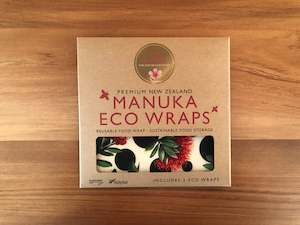 PREMIUM NEW ZEALAND
MANUKA
ECO WRAPS
REUSABLE FOOD WRAP · SUSTAINABLE FOOD STORAGE
INCLUDES 3 ECO WRAPS